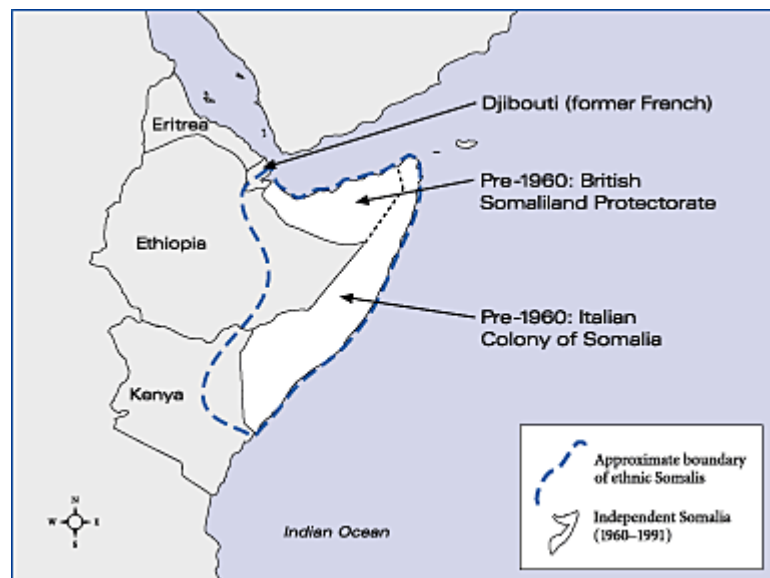 Djibouti (former French)
Eritrea
Pre-1960: British
Somaliland Protectorate
Ethiopia
Pre-1960: Italian
Colony of Somalia
Kenya
Approximate boundary
of ethnic Somalis
N
W E
S
Independent Somalia
(1960–1991)
Indian Ocean